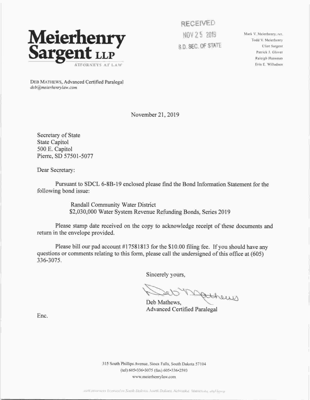 Meierhenry
Sargent LLP
ATTORNEYS AT LAW
RECEIVED
NOV 25 2019
S.D. SEC. OF STATE
Mark V. Meierhenry, ret.
Todd V. Meierhenry
Clint Sargent
Patrick J. Glover
Raleigh Hansman
Erin E. Willadsen
DEB MATHEWS, Advanced Certified Paralegal
deb@meierhenrylaw.com
November 21, 2019
Secretary of State
State Capitol
500 E. Capitol
Pierre, SD 57501-5077
Dear Secretary:
Pursuant to SDCL 6-8B-19 enclosed please find the Bond Information Statement for the
following bond issue:
Randall Community Water District
$2,030,000 Water System Revenue Refunding Bonds, Series 2019
Please stamp date received on the copy to acknowledge receipt of these documents and
return in the envelope provided.
Please bill our pad account #17581813 for the $10.00 filing fee. If you should have any
questions or comments relating to this form, please call the undersigned of this office at (605)
336-3075.
Sincerely yours,
Deb Mathews
Deb Mathews,
Advanced Certified Paralegal
Enc.
315 South Phillips Avenue, Sioux Falls, South Dakota 57104
(tel) 605-336-3075 (fax) 605-336-2593
www.meierhenrylaw.com